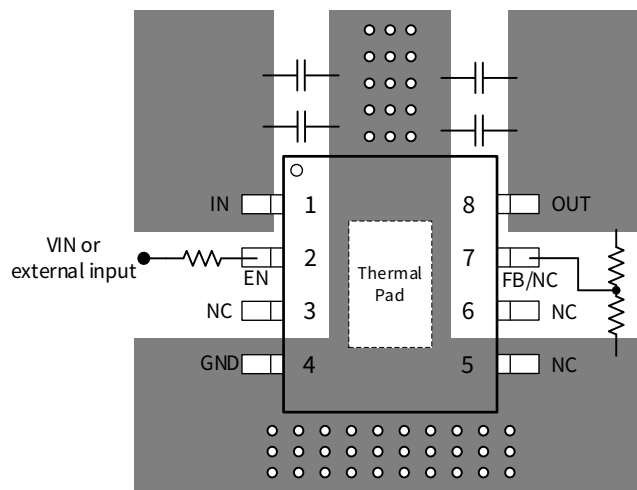 IN 1 8 OUT
VIN or
external input
2 7
EN FB/NC
Thermal
Pad
NC 3 6 NC
GND 4 5 NC